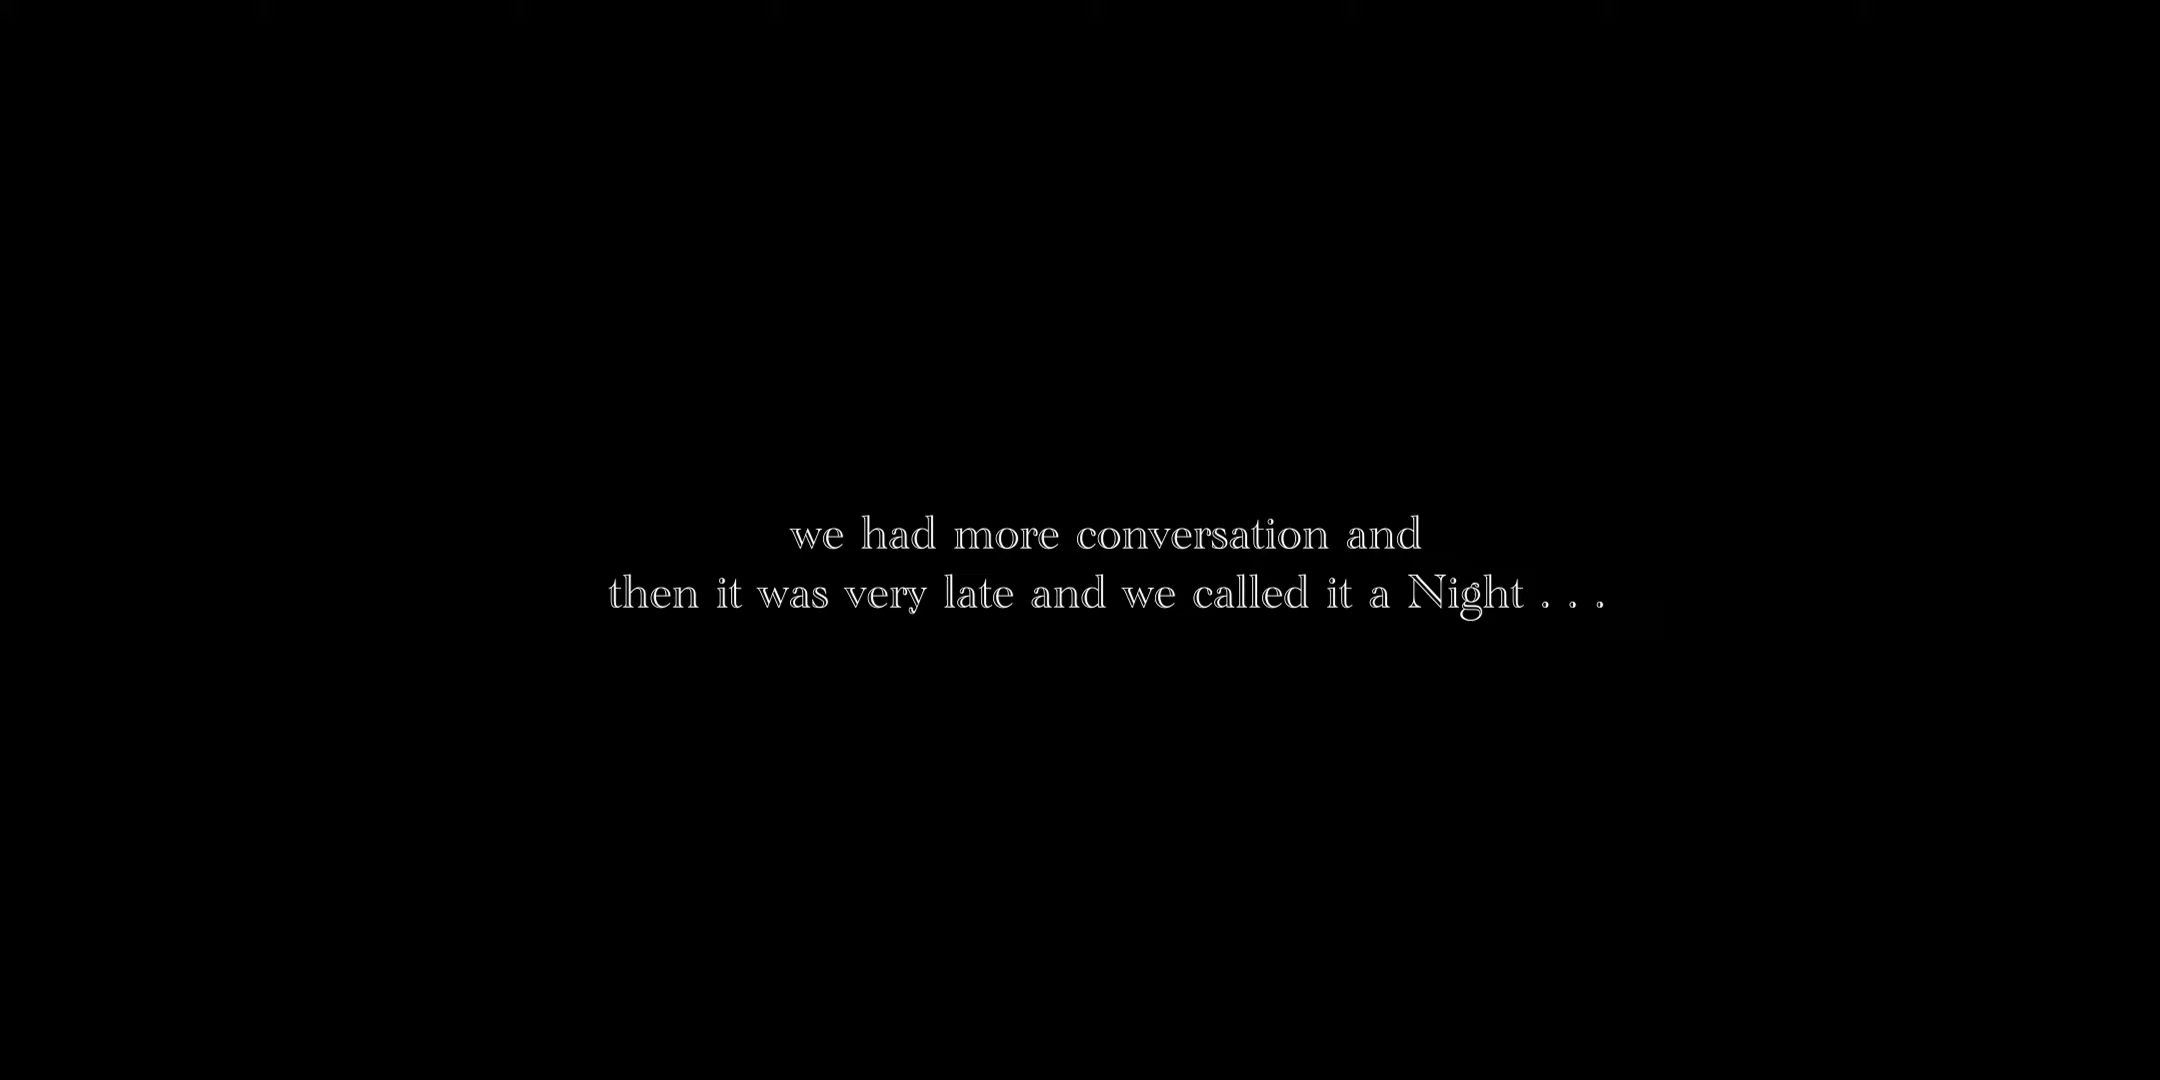 we had more conversation and
then it was very late and we called it a Night . . .